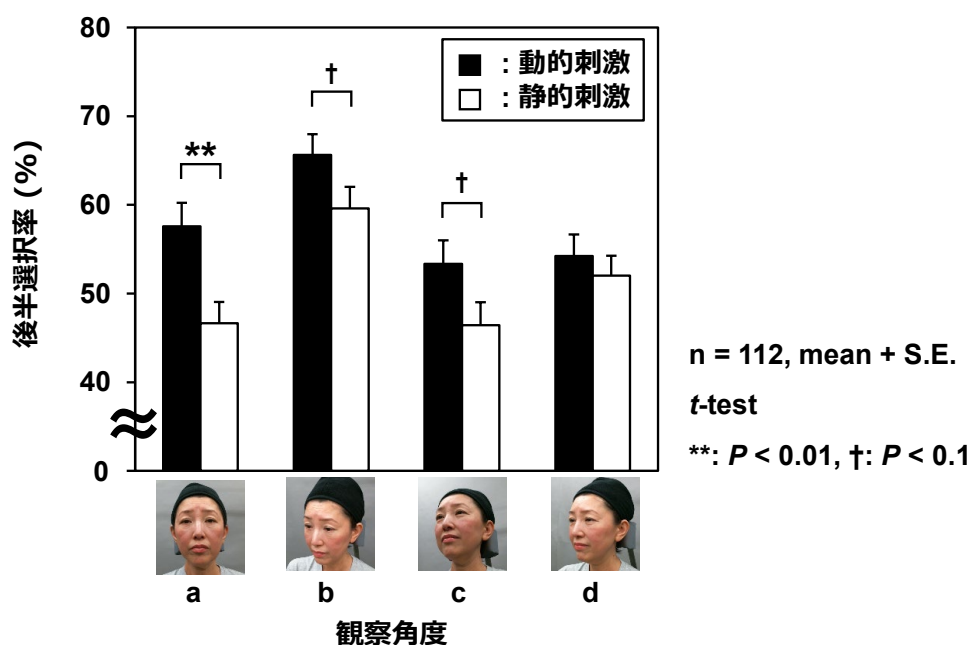 80
70
60
50
40
0
後半選択率 (%)
■ : 動的刺激
□ : 静的刺激
**
†
†
a
b
c
d
観察角度
n = 112, mean + S.E.
t-test
**: P < 0.01, †: P < 0.1